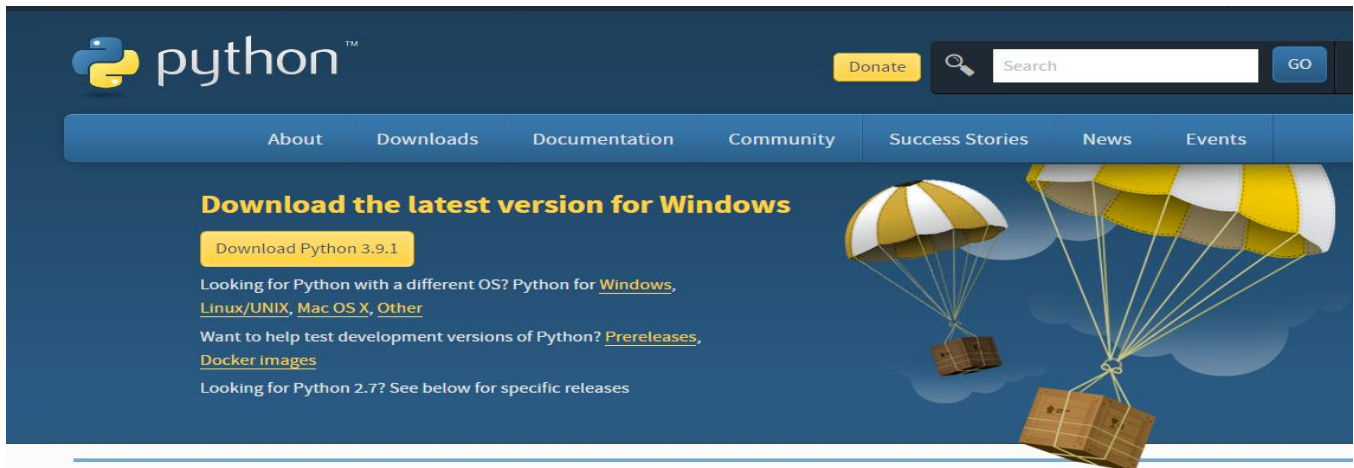 python™
Donate
Search
GO
About Downloads Documentation Community Success Stories News Events
Download the latest version for Windows
Download Python 3.9.1
Looking for Python with a different OS? Python for Windows,
Linux/UNIX, Mac OS X, Other
Want to help test development versions of Python? Prereleases,
Docker images
Looking for Python 2.7? See below for specific releases